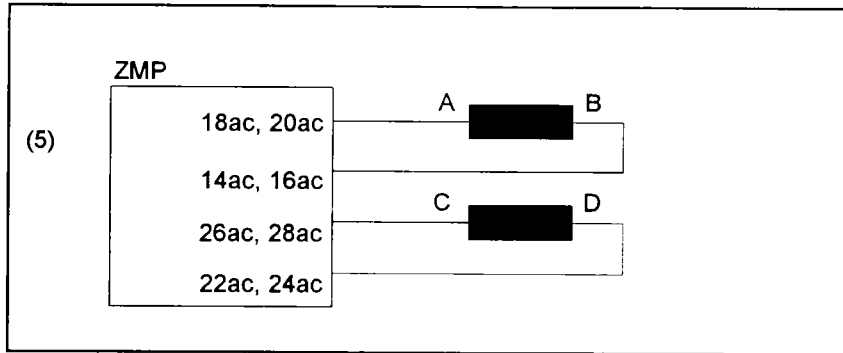 ZMP
A B
18ac, 20ac
(5)
14ac, 16ac
C D
26ac, 28ac
22ac, 24ac